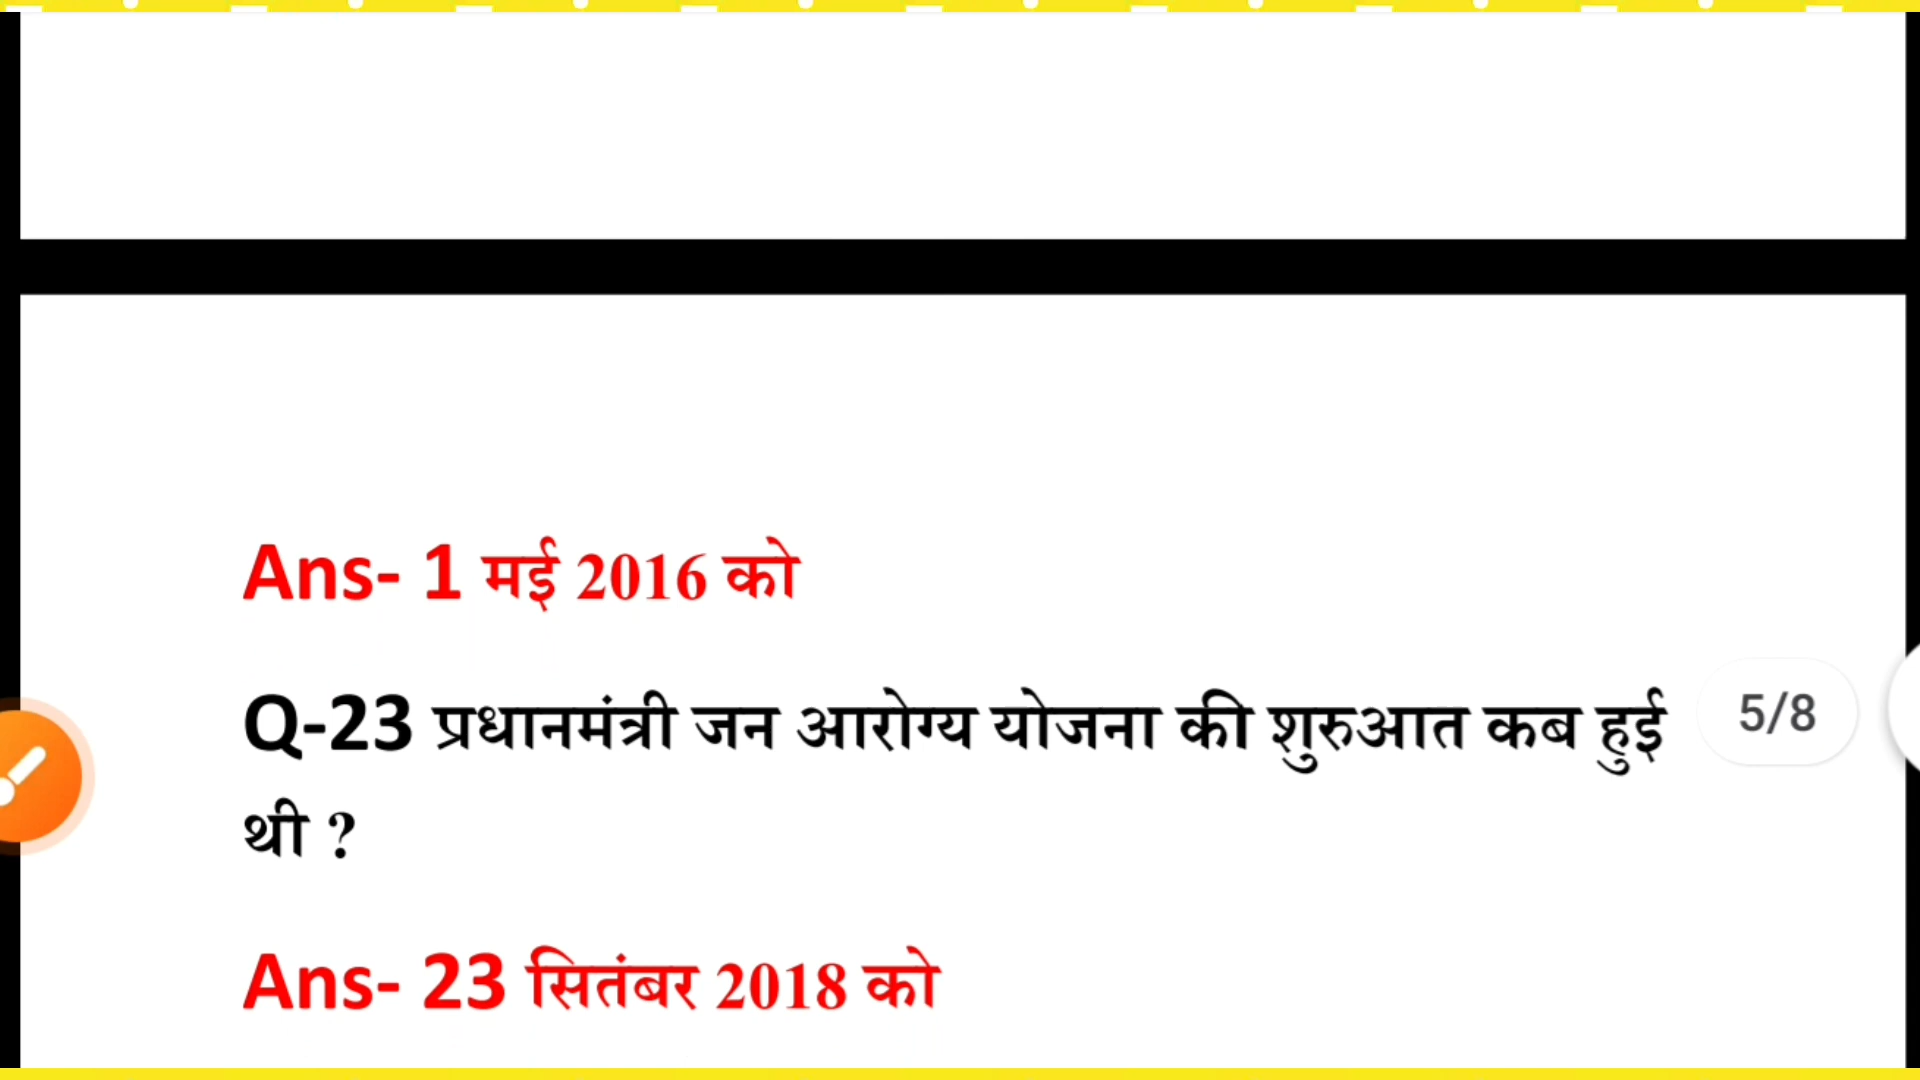 Ans- 1 मई 2016 को
Q-23 प्रधानमंत्री जन आरोग्य योजना की शुरुआत कब हुई
5/8
थी ?
Ans- 23 सितंबर 2018 को